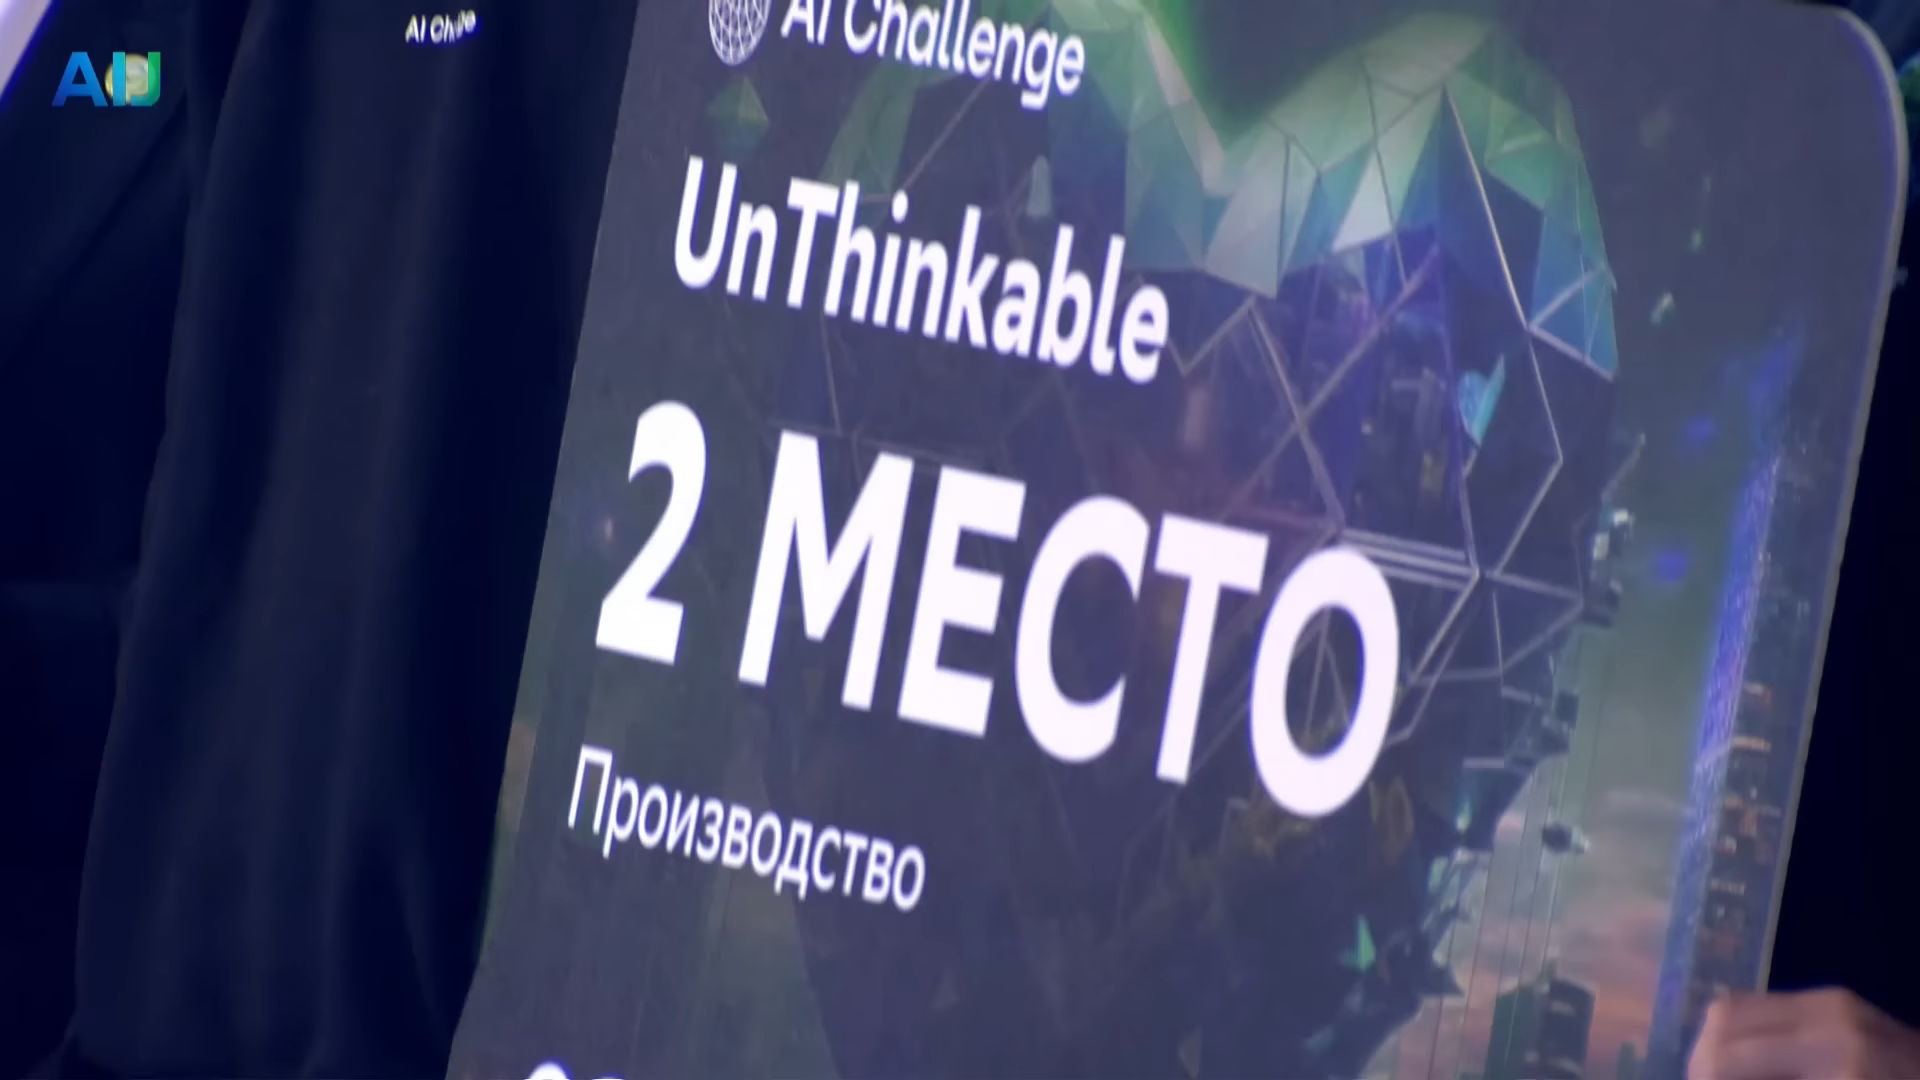 AIJ
AI Challenge
UnThinkable
2 МЕСТО
Производство